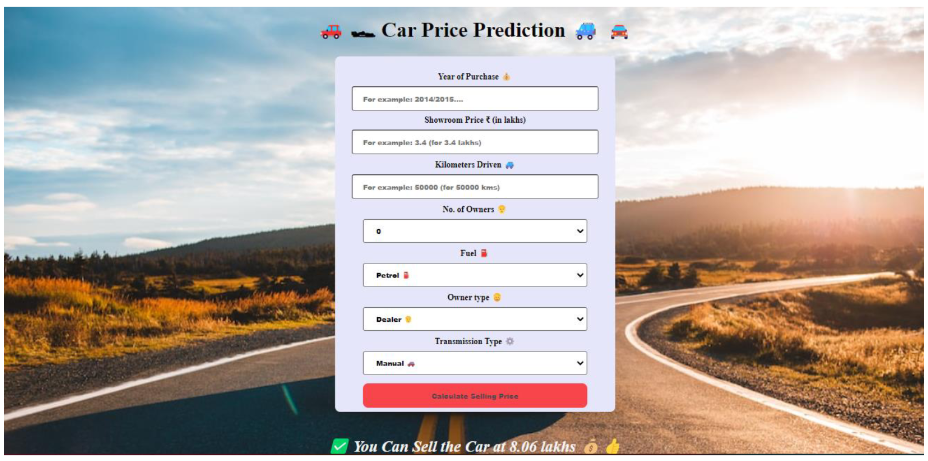 Car Price Prediction
Year of Purchase
For example: 2014/2015....
Showroom Price ₹ (in lakhs)
For example: 3.4 (for 3.4 lakhs)
Kilometers Driven
For example: 50000 (for 50000 kms)
No. of Owners
0
Fuel
Petrol
Owner type
Dealer
Transmission Type
Manual
Calculate Selling Price
You Can Sell the Car at 8.06 lakhs